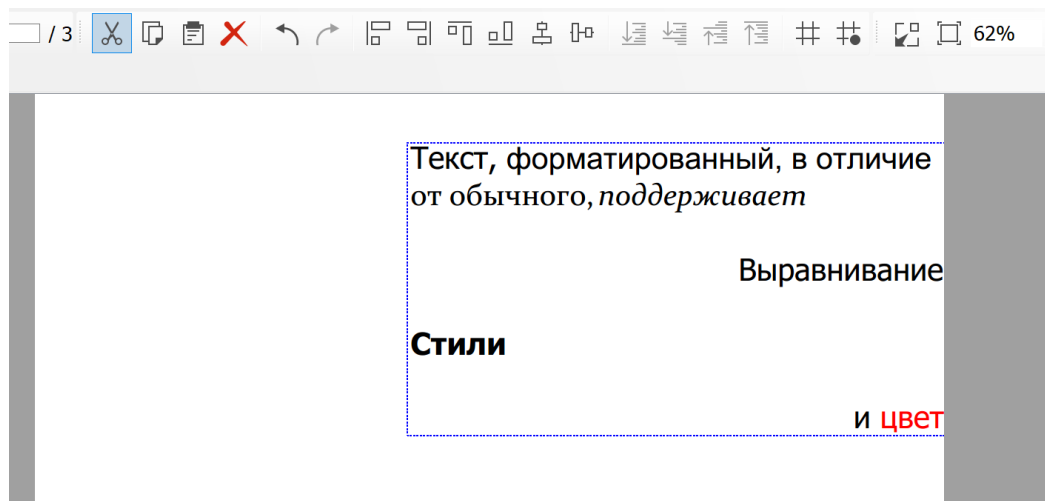 / 3
62%
Текст, форматированный, в отличие
от обычного, поддерживает
Выравнивание
Стили
и цвет